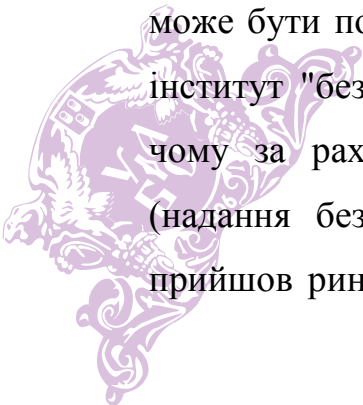 може бути по
інститут "без
чому за рах
(надання без
прийшов рин